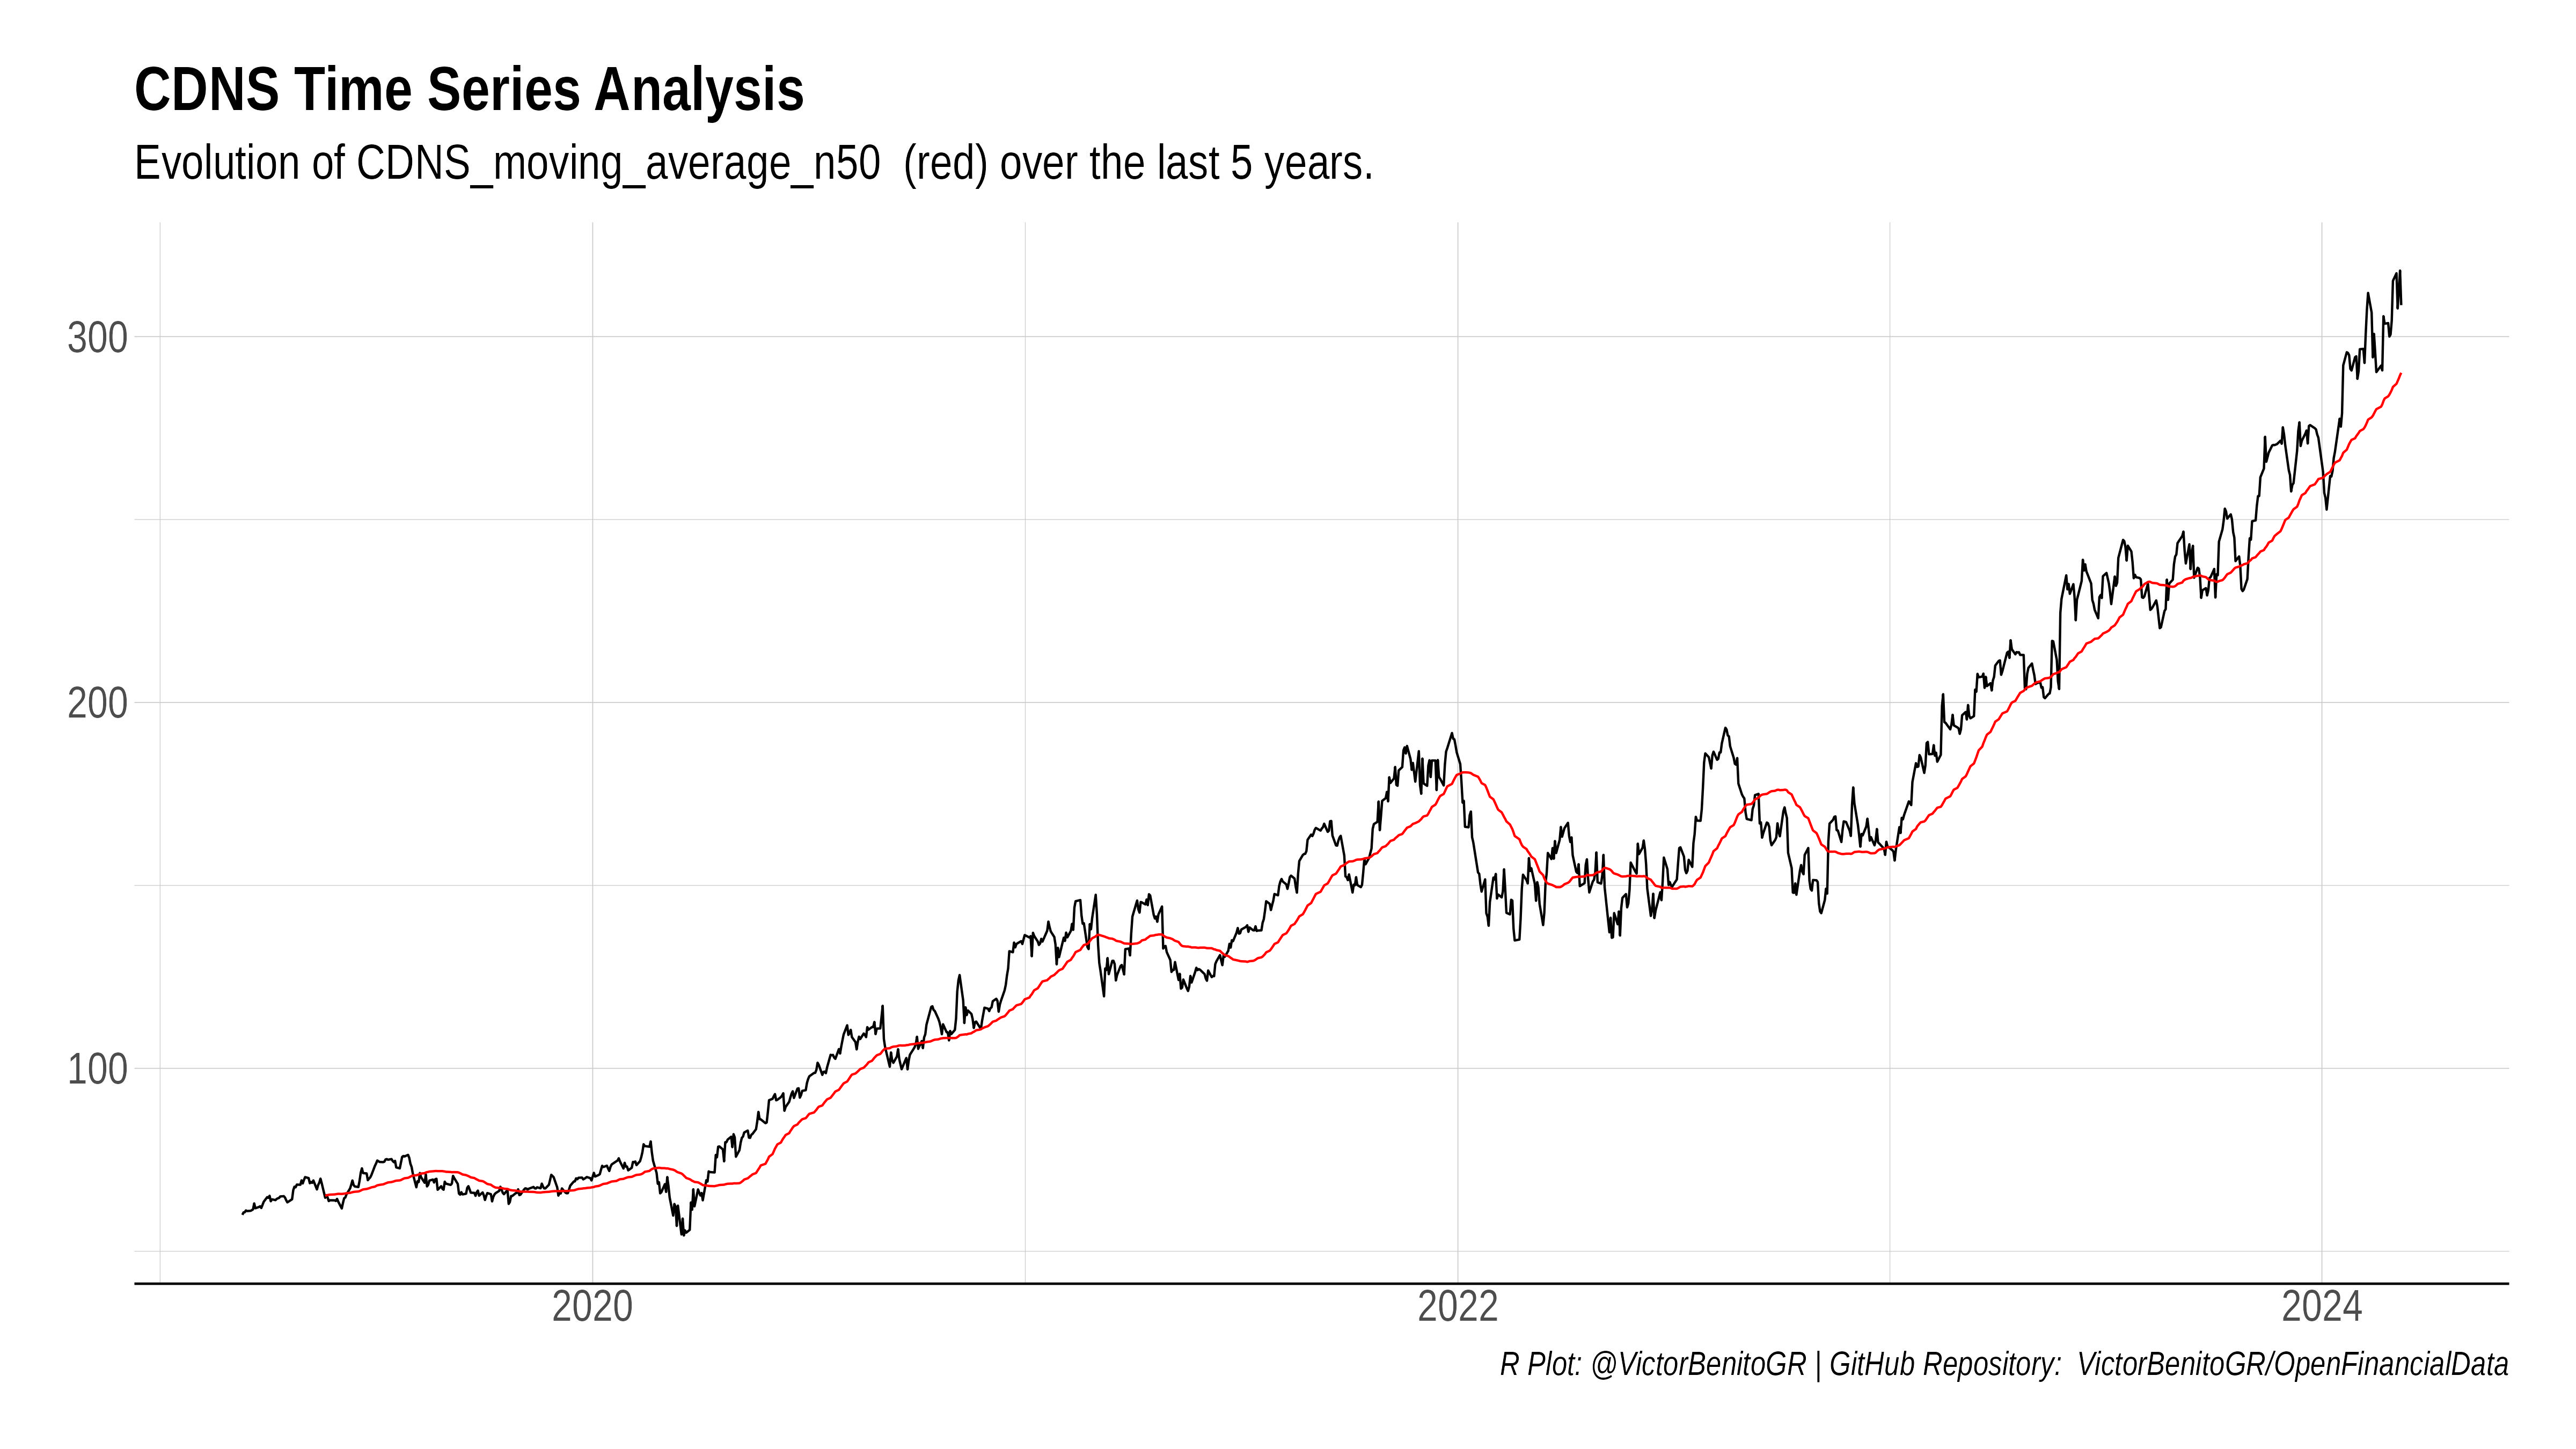 CDNS Time Series Analysis
Evolution of CDNS_moving_average_n50  (red) over the last 5 years.
300
200
100
2020
2022
2024
R Plot: @VictorBenitoGR | GitHub Repository:  VictorBenitoGR/OpenFinancialData